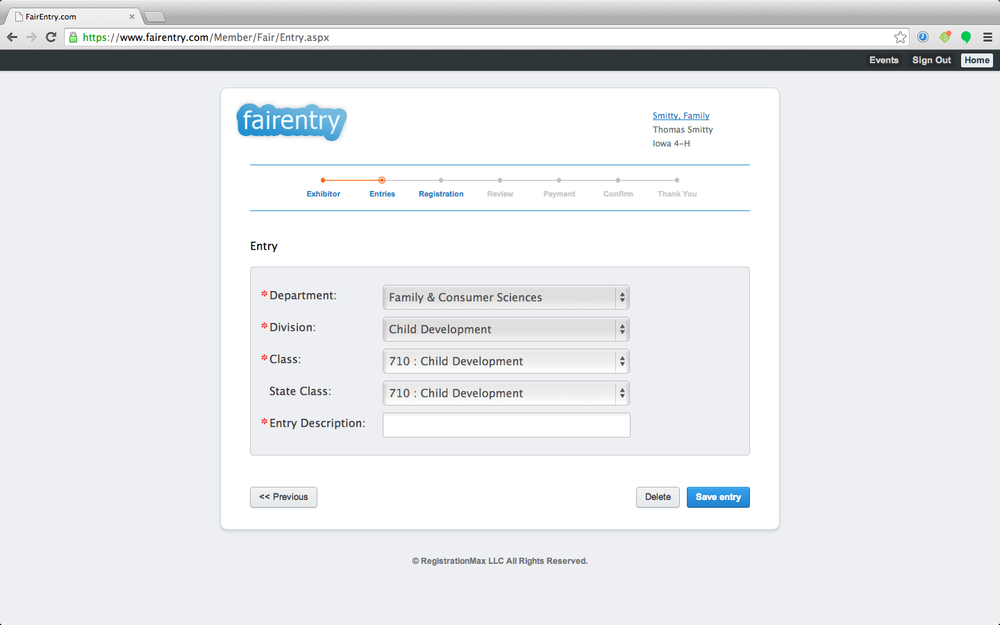 FairEntry.com
https://www.fairentry.com/Member/Fair/Entry.aspx
Events Sign Out Home
fairentry
Smitty, Family
Thomas Smitty
Iowa 4-H
Exhibitor Entries Registration Review Payment Confirm Thank You
Entry
*Department: Family & Consumer Sciences
*Division: Child Development
*Class: 710 : Child Development
State Class: 710 : Child Development
*Entry Description:
<< Previous Delete Save entry
© RegistrationMax LLC All Rights Reserved.